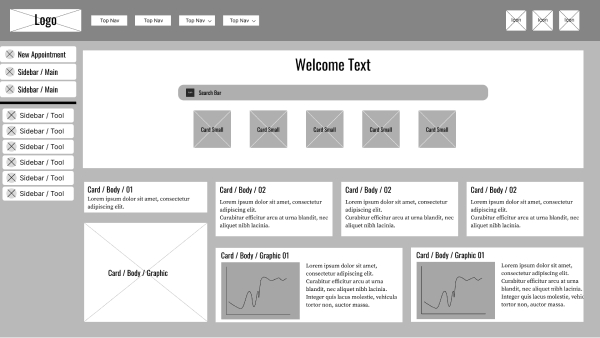 Logo
Top Nav
Top Nav
Top Nav
Top Nav
Icon
Icon
Icon
New Appointment
Sidebar / Main
Sidebar / Main
Sidebar / Tool
Sidebar / Tool
Sidebar / Tool
Sidebar / Tool
Sidebar / Tool
Sidebar / Tool
Welcome Text
Search Bar
Card Small
Card Small
Card Small
Card Small
Card Small
Card / Body / 01
Lorem ipsum dolor sit amet, consectetur
adipiscing elit.
Card / Body / 02
Lorem ipsum dolor sit amet, consectetur
adipiscing elit.
Curabitur efficitur arcu at urna blandit, nec
aliquet nibh lacinia.
Card / Body / 02
Lorem ipsum dolor sit amet, consectetur
adipiscing elit.
Curabitur efficitur arcu at urna blandit, nec
aliquet nibh lacinia.
Card / Body / 02
Lorem ipsum dolor sit amet, consectetur
adipiscing elit.
Curabitur efficitur arcu at urna blandit, nec
aliquet nibh lacinia.
Card / Body / Graphic
Card / Body / Graphic 01
Lorem ipsum dolor sit amet,
consectetur adipiscing elit.
Curabitur efficitur arcu at urna
blandit, nec aliquet nibh lacinia.
Integer quis lacus molestie, vehicula
tortor non, auctor massa.
Card / Body / Graphic 01
Lorem ipsum dolor sit amet,
consectetur adipiscing elit.
Curabitur efficitur arcu at urna
blandit, nec aliquet nibh lacinia.
Integer quis lacus molestie, vehic
tortor non, auctor massa.